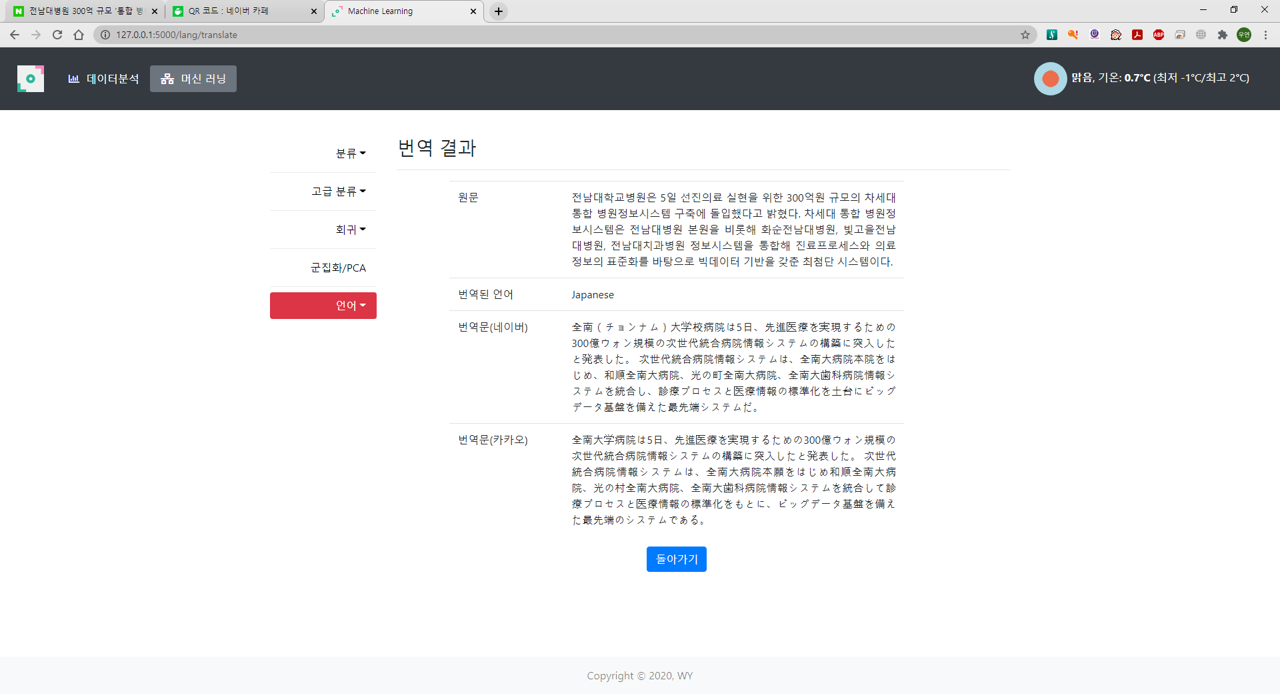 전남대병원 300억 규모 '통합 병
QR 코드 : 네이버 카페
Machine Learning
127.0.0.1:5000/lang/translate
ABP
우연
데이터분석
머신 러닝
맑음, 기온: 0.7°C (최저 -1°C/최고 2°C)
분류
고급 분류
회귀
군집화/PCA
언어
번역 결과
원문
전남대학교병원은 5일 선진의료 실현을 위한 300억원 규모의 차세대
통합 병원정보시스템 구축에 돌입했다고 밝혔다. 차세대 통합 병원정
보시스템은 전남대병원 본원을 비롯해 화순전남대병원, 빛고을전남
대병원, 전남대치과병원 정보시스템을 통합해 진료프로세스와 의료
정보의 표준화를 바탕으로 빅데이터 기반을 갖춘 최첨단 시스템이다.
번역된 언어
Japanese
번역문(네이버)
全南（チョンナム）大学校病院は5日、先進医療を実現するための
300億ウォン規模の次世代統合病院情報システムの構築に突入した
と発表した。 次世代統合病院情報システムは、全南大病院本院をは
じめ、和順全南大病院、光の町全南大病院、全南大歯科病院情報シ
ステムを統合し、診療プロセスと医療情報の標準化を土台にビッグ
データ基盤を備えた最先端システムだ。
번역문(카카오)
全南大学病院は5日、先進医療を実現するための300億ウォン規模の
次世代統合病院情報システムの構築に突入したと発表した。 次世代
統合病院情報システムは、全南大病院本願をはじめ和順全南大病
院、光の村全南大病院、全南大歯科病院情報システムを統合して診
療プロセスと医療情報の標準化をもとに、ビッグデータ基盤を備え
た最先端のシステムである。
돌아가기
Copyright © 2020, WY